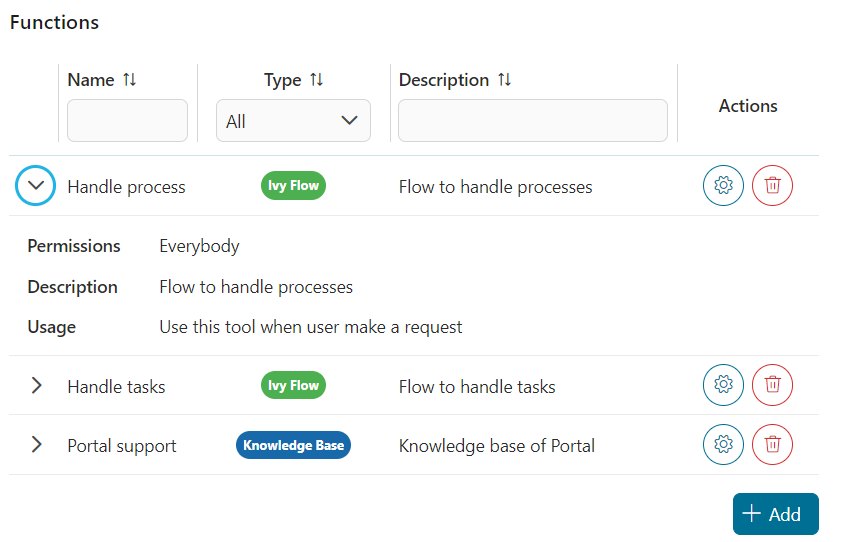 Functions
Name Type Description Actions
All
Handle process Ivy Flow Flow to handle processes
Permissions Everybody
Description Flow to handle processes
Usage Use this tool when user make a request
Handle tasks Ivy Flow Flow to handle tasks
Portal support Knowledge Base Knowledge base of Portal
Add